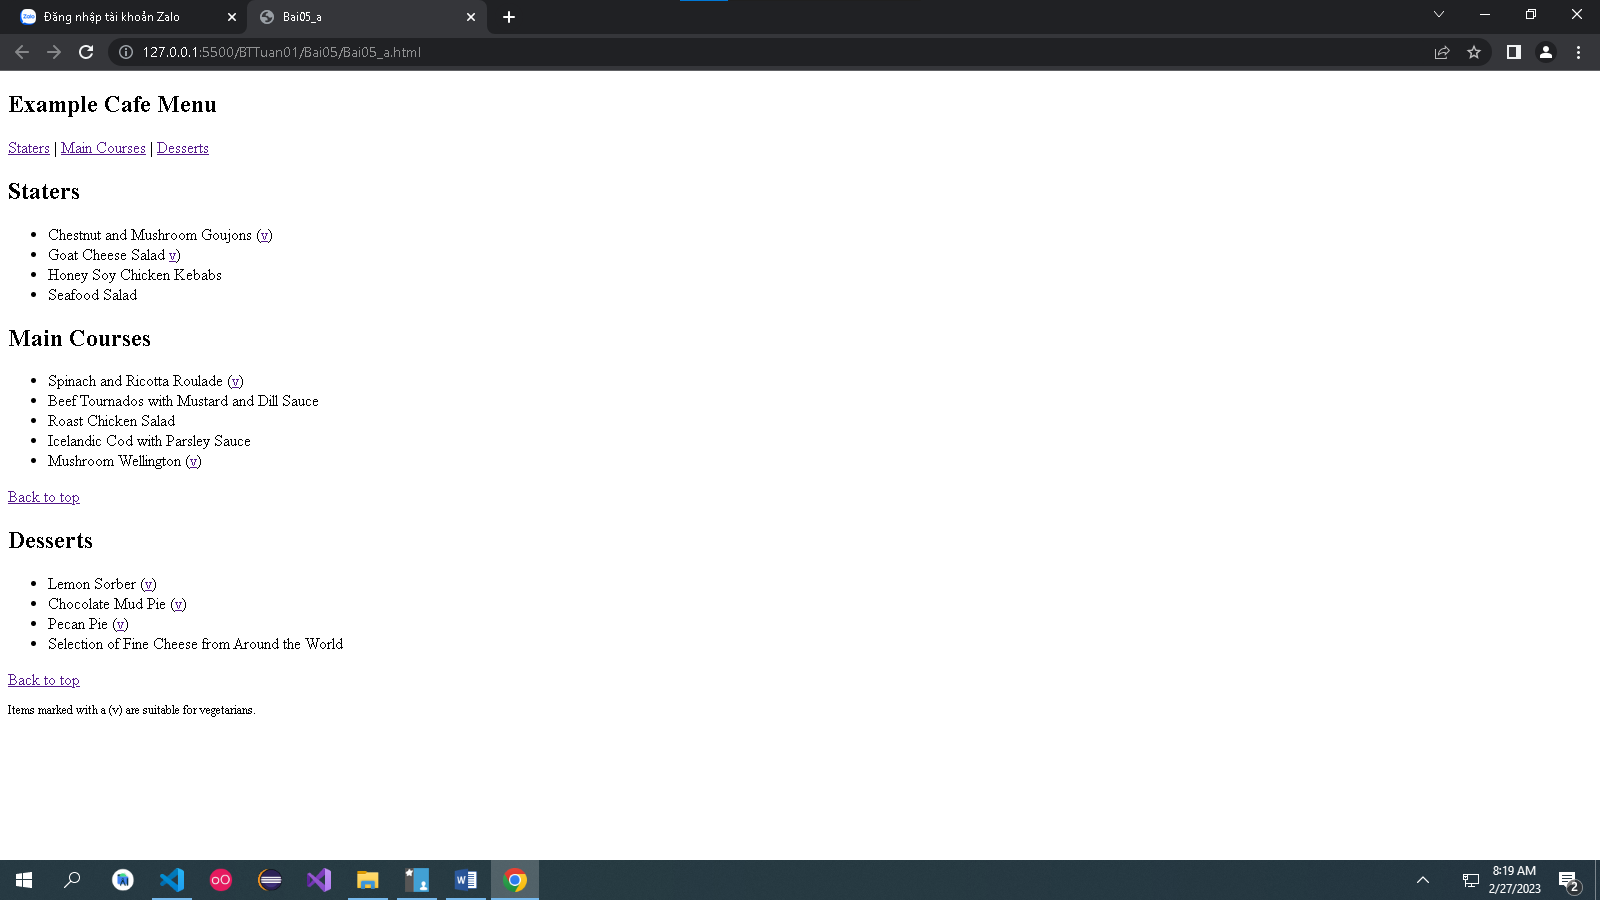 Đăng nhập tài khoản Zalo
Bai05_a
127.0.0.1:5500/BTTuan01/Bai05/Bai05_a.html
Example Cafe Menu
Staters | Main Courses | Desserts
Staters
Chestnut and Mushroom Goujons (v)
Goat Cheese Salad v)
Honey Soy Chicken Kebabs
Seafood Salad
Main Courses
Spinach and Ricotta Roulade (v)
Beef Tournados with Mustard and Dill Sauce
Roast Chicken Salad
Icelandic Cod with Parsley Sauce
Mushroom Wellington (v)
Back to top
Desserts
Lemon Sorber (v)
Chocolate Mud Pie (v)
Pecan Pie (v)
Selection of Fine Cheese from Around the World
Back to top
Items marked with a (v) are suitable for vegetarians.
8:19 AM
2/27/2023
2